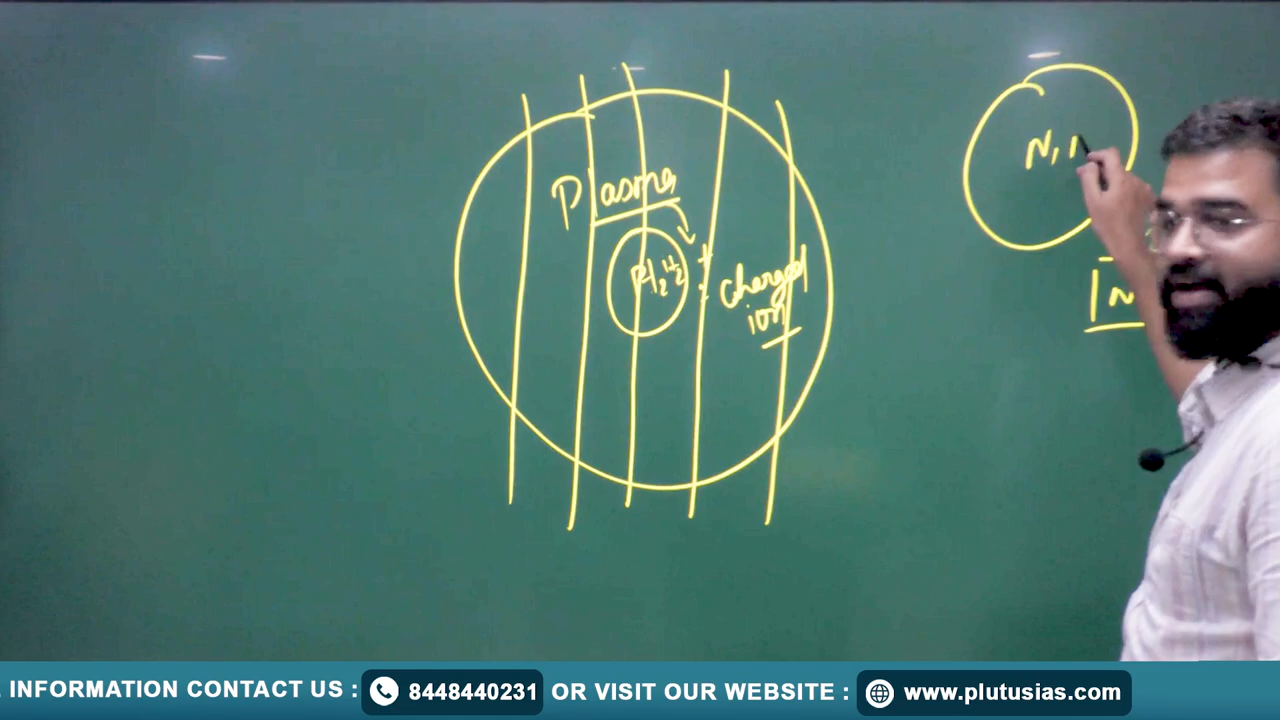 Plasma
+
- charged
ion
N,
INFORMATION CONTACT US : 8448440231 OR VISIT OUR WEBSITE : www.plutusias.com